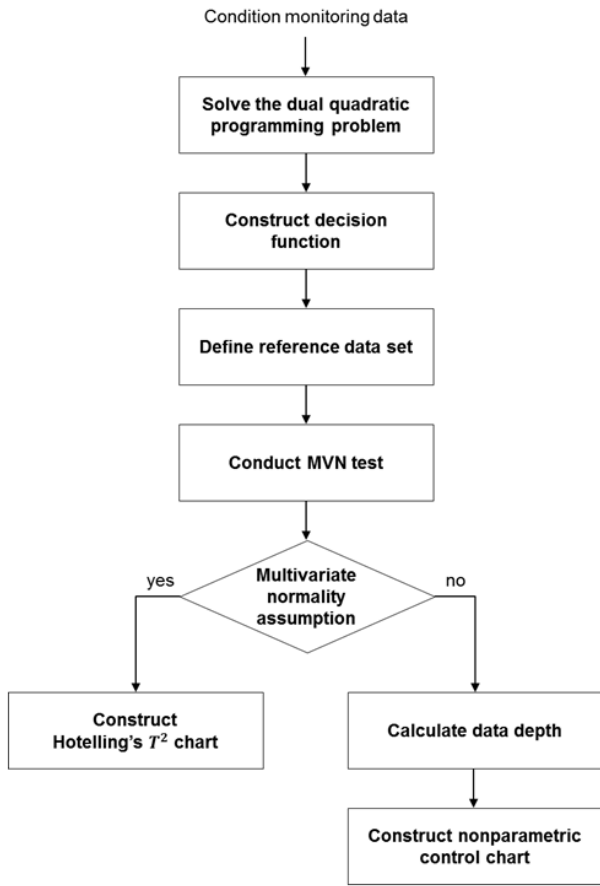 Condition monitoring data
Solve the dual quadratic
programming problem
Construct decision
function
Define reference data set
Conduct MVN test
yes
Multivariate
normality
assumption
no
Construct
Hotelling's T² chart
Calculate data depth
Construct nonparametric
control chart